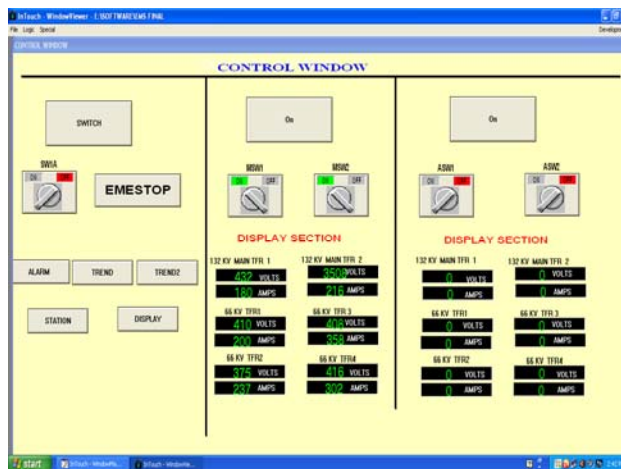 InTouch - WindowViewer - E:\SOFTWARE\EMS FINAL
File Logic Special
CONTROL WINDOW
CONTROL WINDOW
SWITCH
SW1A
ON OFF
EMESTOP
ALARM TREND TREND2
STATION DISPLAY
On
MSW1 MSW2
ON OFF ON OFF
DISPLAY SECTION
132 KV MAIN TFR 1 132 KV MAIN TFR 2
432 VOLTS 3508 VOLTS
180 AMPS 216 AMPS
66 KV TFR1 66 KV TFR3
410 VOLTS 408 VOLTS
200 AMPS 358 AMPS
66 KV TFR2 66 KV TFR4
375 VOLTS 416 VOLTS
237 AMPS 302 AMPS
On
ASW1 ASW2
ON OFF ON OFF
DISPLAY SECTION
132 KV MAIN TFR 1 132 KV MAIN TFR 2
0 VOLTS 0 VOLTS
0 AMPS 0 AMPS
66 KV TFR1 66 KV TFR3
0 VOLTS 0 VOLTS
0 AMPS 0 AMPS
66 KV TFR2 66 KV TFR4
0 VOLTS 0 VOLTS
0 AMPS 0 AMPS
start InTouch - WindowMa... InTouch - WindowVie...